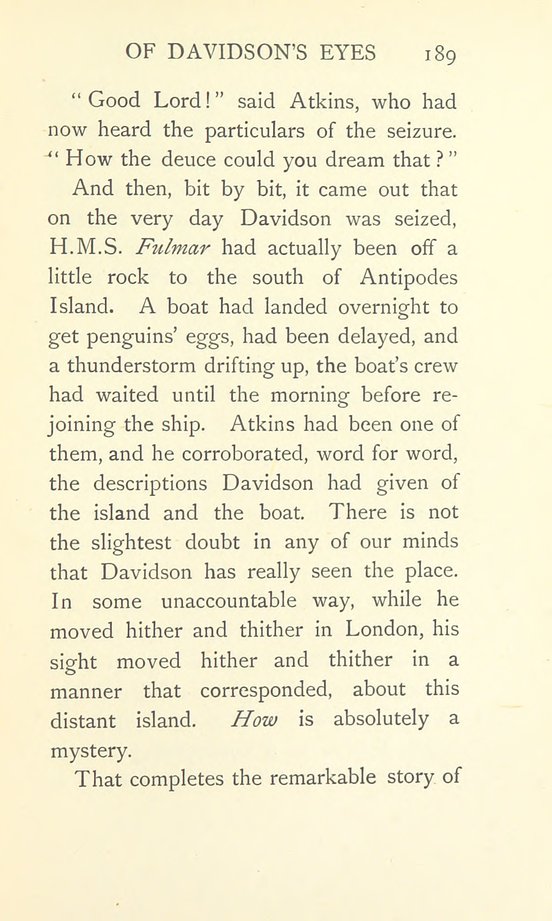 OF DAVIDSON'S EYES 189
“Good Lord!” said Atkins, who had
now heard the particulars of the seizure.
“How the deuce could you dream that?”
And then, bit by bit, it came out that
on the very day Davidson was seized,
H.M.S. Fulmar had actually been off a
little rock to the south of Antipodes
Island. A boat had landed overnight to
get penguins’ eggs, had been delayed, and
a thunderstorm drifting up, the boat’s crew
had waited until the morning before re-
joining the ship. Atkins had been one of
them, and he corroborated, word for word,
the descriptions Davidson had given of
the island and the boat. There is not
the slightest doubt in any of our minds
that Davidson has really seen the place.
In some unaccountable way, while he
moved hither and thither in London, his
sight moved hither and thither in a
manner that corresponded, about this
distant island. How is absolutely a
mystery.
That completes the remarkable story of